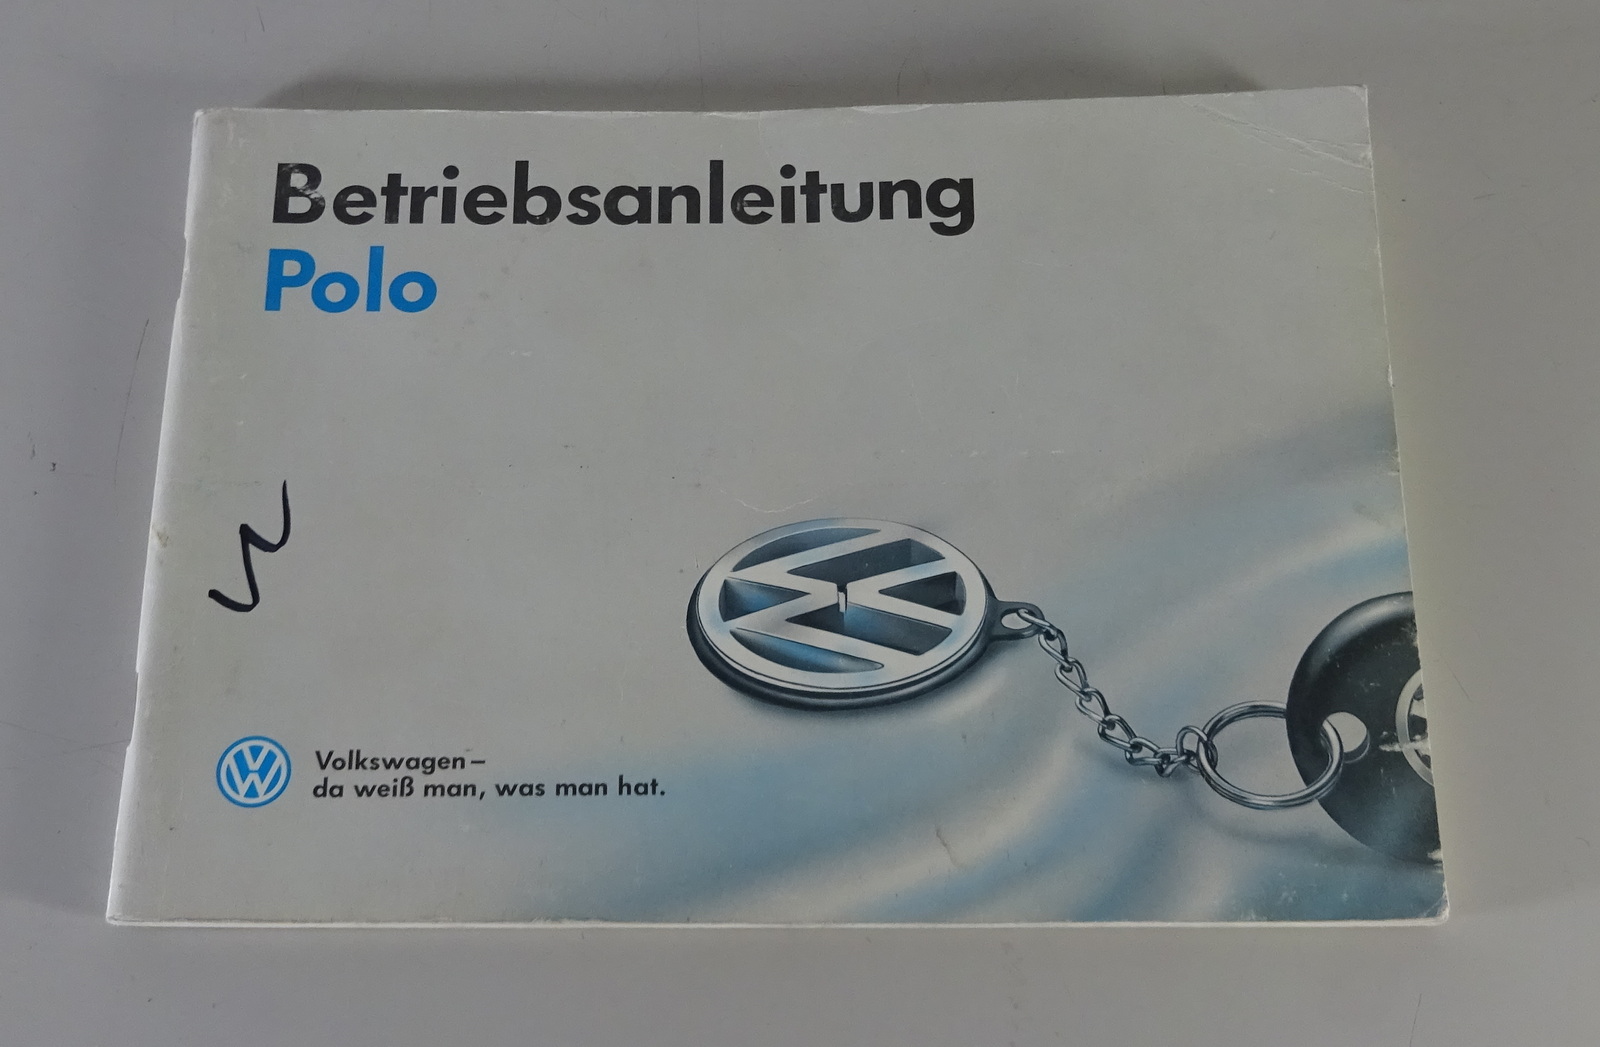 Betriebsanleitung
Polo
Volkswagen–
da weiß man, was man hat.